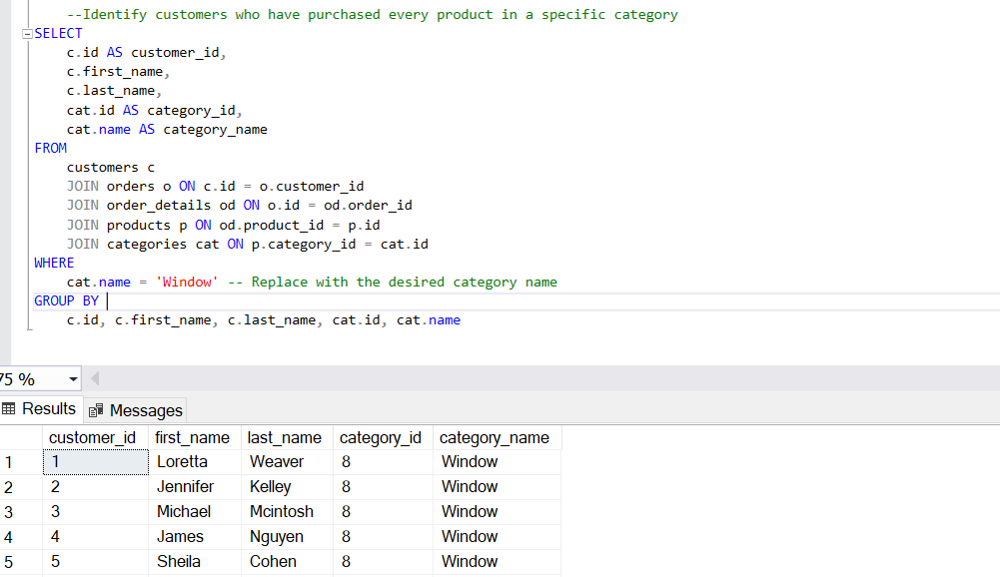 --Identify customers who have purchased every product in a specific category
SELECT
c.id AS customer_id,
c.first_name,
c.last_name,
cat.id AS category_id,
cat.name AS category_name
FROM
customers c
JOIN orders o ON c.id = o.customer_id
JOIN order_details od ON o.id = od.order_id
JOIN products p ON od.product_id = p.id
JOIN categories cat ON p.category_id = cat.id
WHERE
cat.name = 'Window' -- Replace with the desired category name
GROUP BY
c.id, c.first_name, c.last_name, cat.id, cat.name
75 %
Results Messages
customer_id first_name last_name category_id category_name
1 1 Loretta Weaver 8 Window
2 2 Jennifer Kelley 8 Window
3 3 Michael Mcintosh 8 Window
4 4 James Nguyen 8 Window
5 5 Sheila Cohen 8 Window